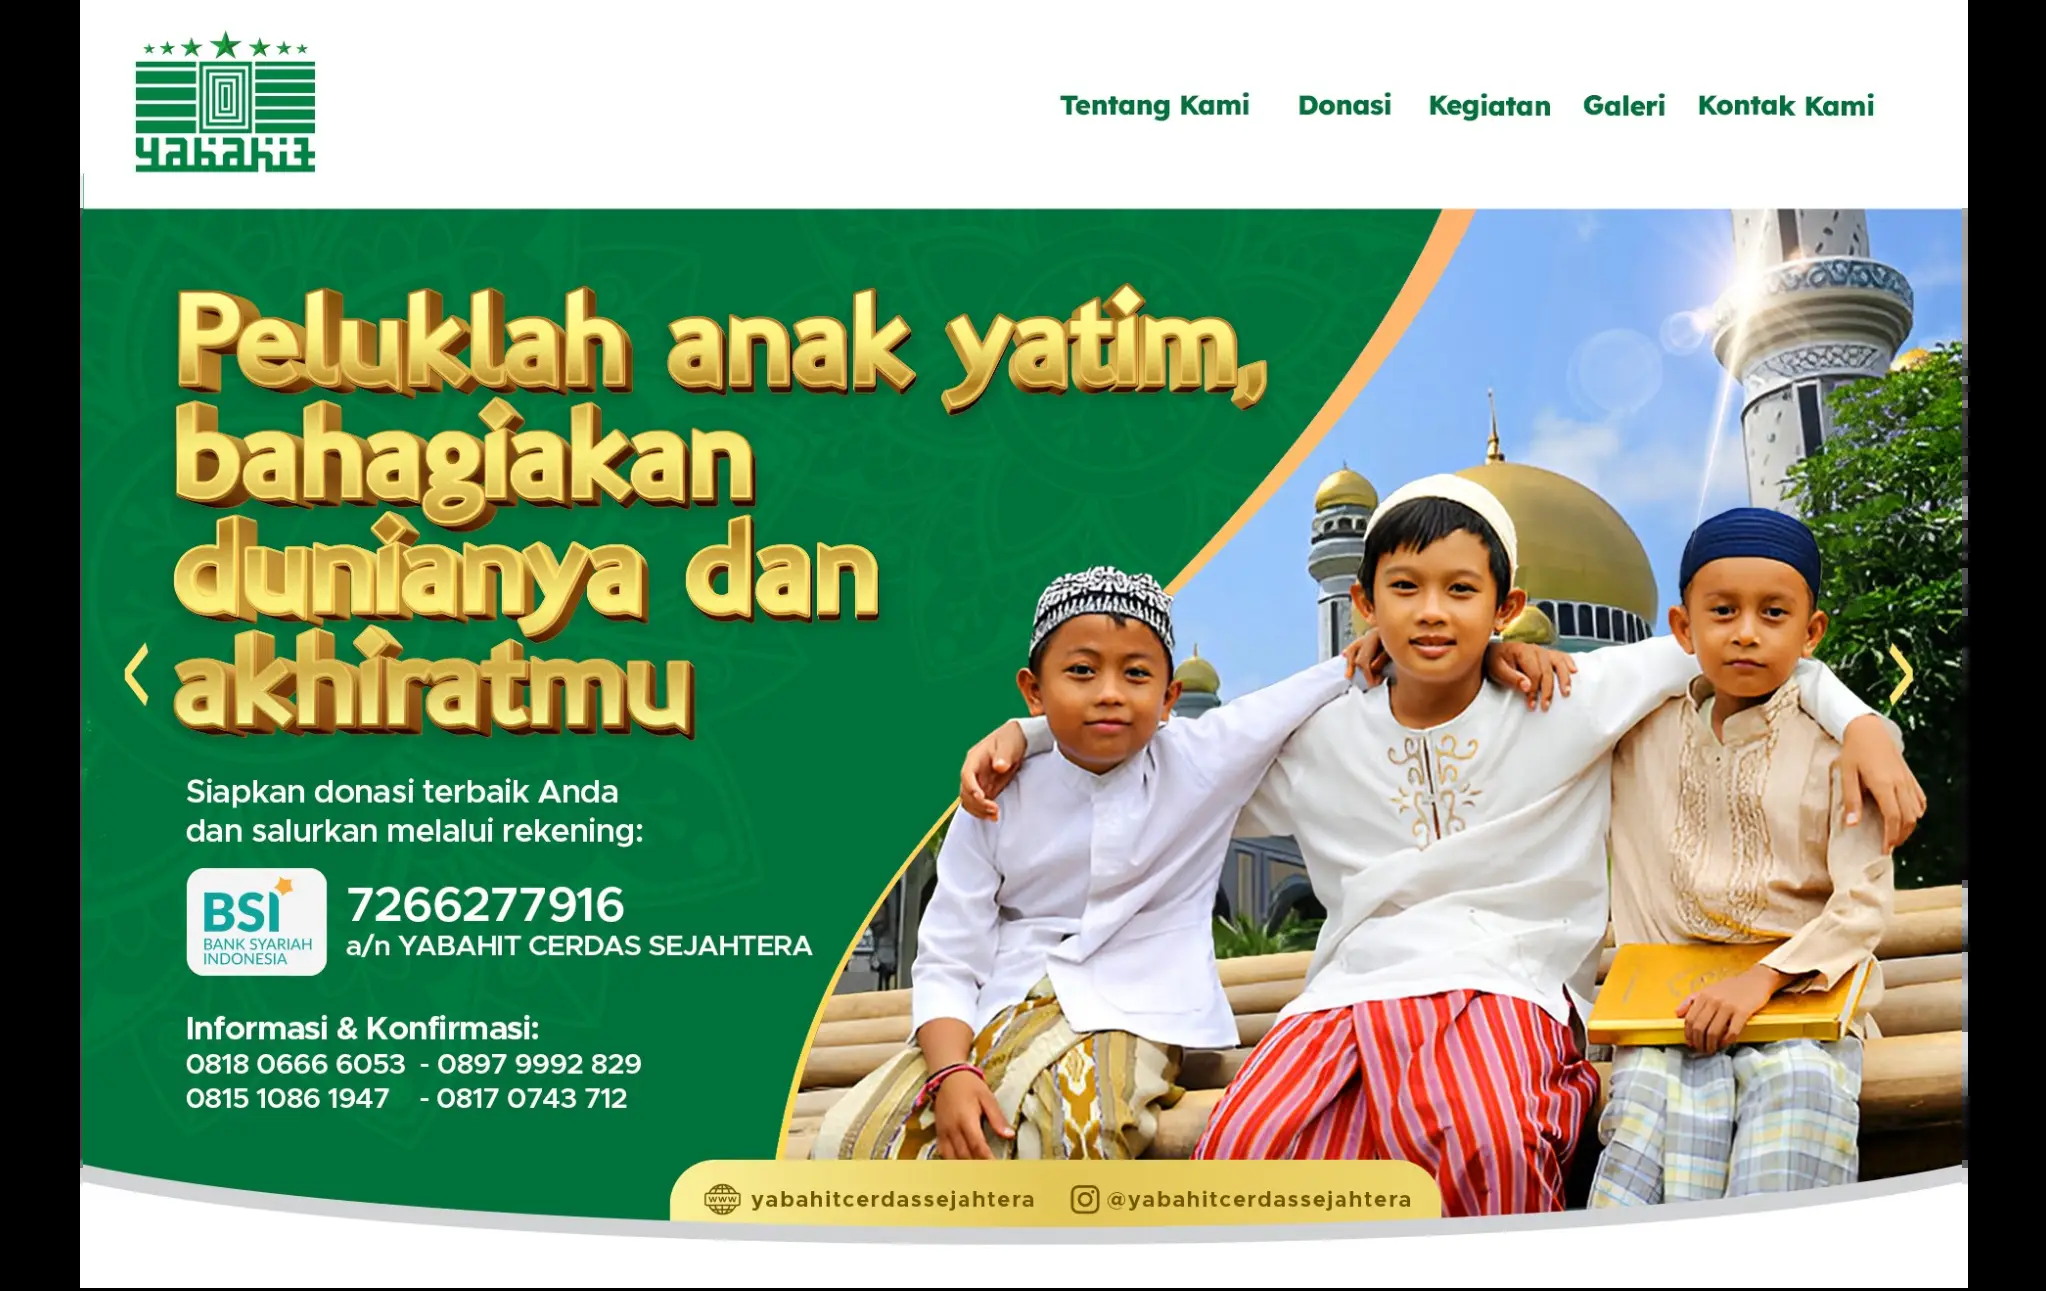 yabahit
Tentang Kami Donasi Kegiatan Galeri Kontak Kami
Peluklah anak yatim,
bahagiakan
dunianya dan
akhiratmu
Siapkan donasi terbaik Anda
dan salurkan melalui rekening:
BSI
BANK SYARIAH
INDONESIA
7266277916
a/n YABAHIT CERDAS SEJAHTERA
Informasi & Konfirmasi:
0818 0666 6053 - 0897 9992 829
0815 1086 1947 - 0817 0743 712
www yabahitcerdassejahtera @yabahitcerdassejahtera